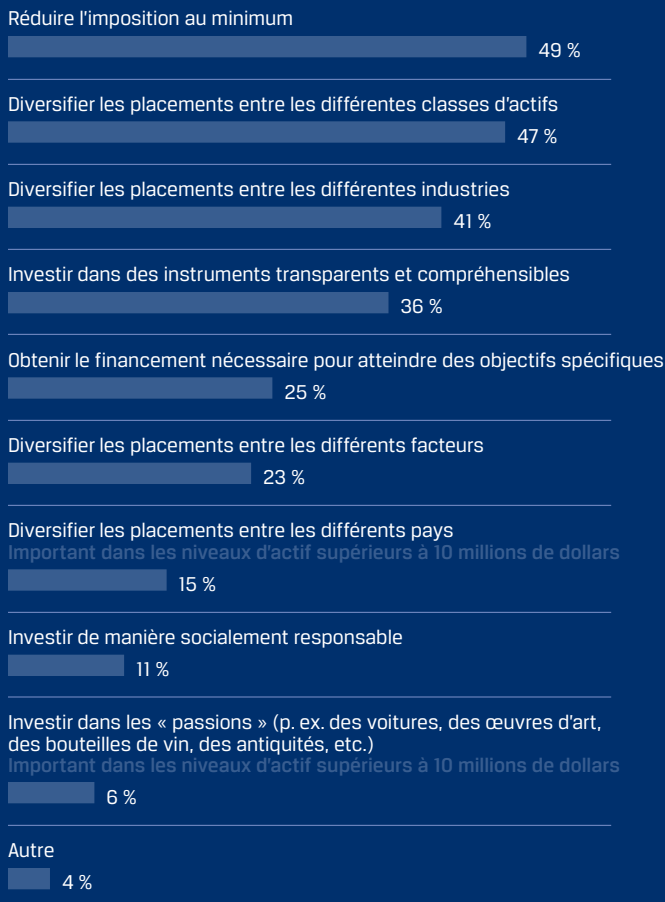 Réduire l'imposition au minimum
49 %
Diversifier les placements entre les différentes classes d'actifs
47 %
Diversifier les placements entre les différentes industries
41 %
Investir dans des instruments transparents et compréhensibles
36 %
Obtenir le financement nécessaire pour atteindre des objectifs spécifiques
25 %
Diversifier les placements entre les différents facteurs
23 %
Diversifier les placements entre les différents pays
Important dans les niveaux d'actif supérieurs à 10 millions de dollars
15 %
Investir de manière socialement responsable
11 %
Investir dans les « passions » (p. ex. des voitures, des œuvres d'art,
des bouteilles de vin, des antiquités, etc.)
Important dans les niveaux d'actif supérieurs à 10 millions de dollars
6 %
Autre
4 %